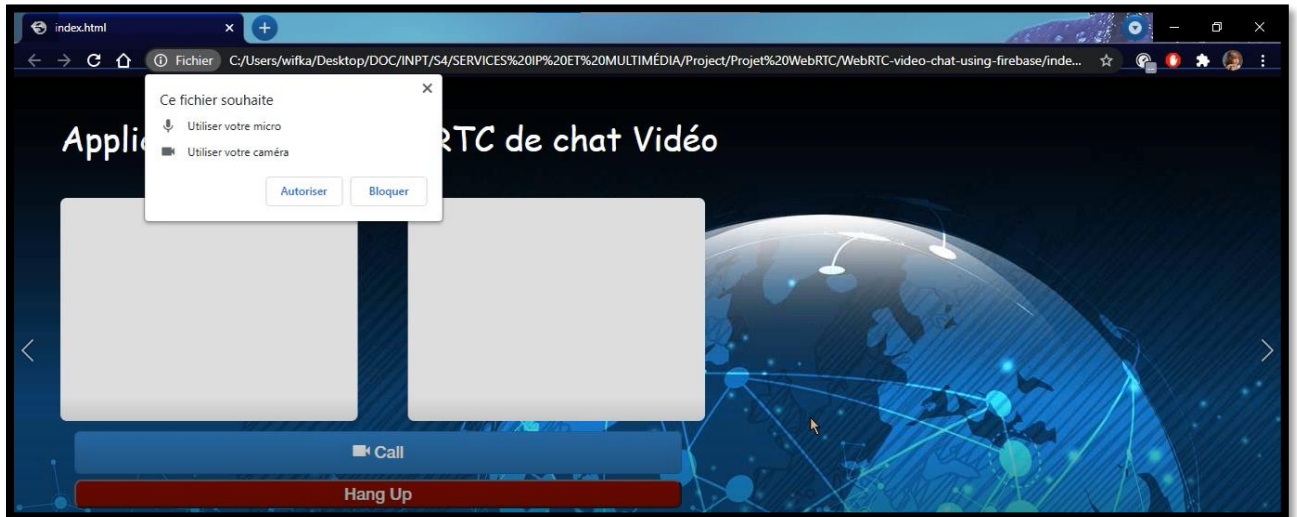 index.html
Fichier C:/Users/wifka/Desktop/DOC/INPT/S4/SERVICES%20IP%20ET%20MULTIMÉDIA/Project/Projet%20WebRTC/WebRTC-video-chat-using-firebase/inde...
Ce fichier souhaite
Utiliser votre micro
Utiliser votre caméra
Autoriser Bloquer
Appli RTC de chat Vidéo
Call
Hang Up